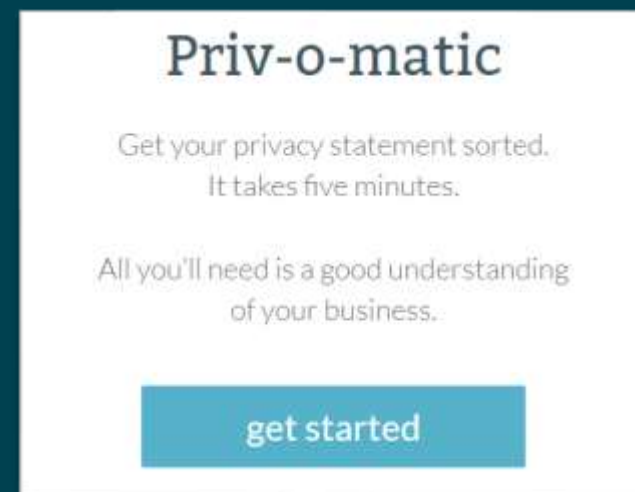 Priv-o-matic
Get your privacy statement sorted.
It takes five minutes.
All you'll need is a good understanding
of your business.
get started